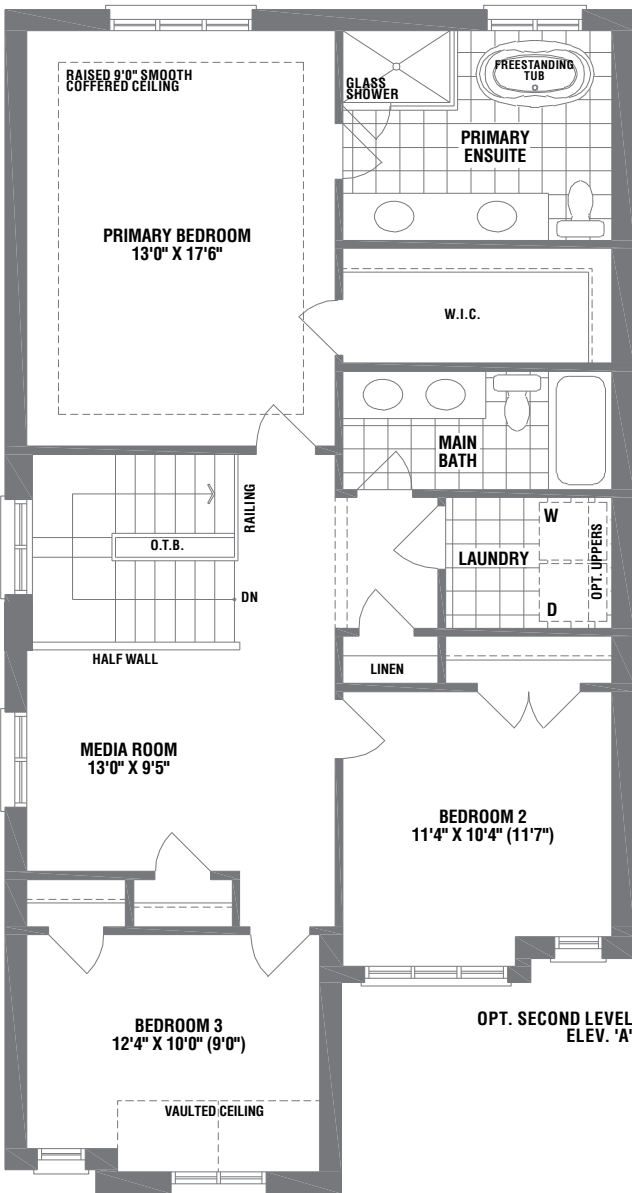 RAISED 9'0" SMOOTH
COFFERED CEILING
GLASS
SHOWER
FREESTANDING
TUB
PRIMARY
ENSUITE
PRIMARY BEDROOM
13'0" X 17'6"
W.I.C.
MAIN
BATH
RAILING
O.T.B.
DN
W
LAUNDRY
OPT. UPPERS
D
HALF WALL
LINEN
MEDIA ROOM
13'0" X 9'5"
BEDROOM 2
11'4" X 10'4" (11'7")
BEDROOM 3
12'4" X 10'0" (9'0")
VAULTED CEILING
OPT. SECOND LEVEL
ELEV. 'A'